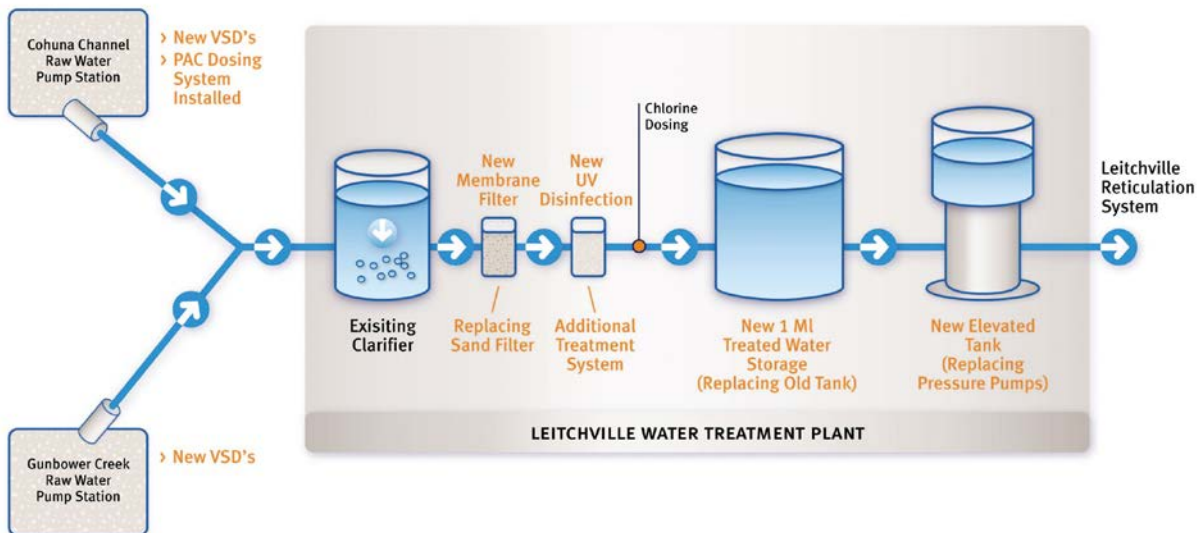 Cohuna Channel
Raw Water
Pump Station
› New VSD's
› PAC Dosing
System
Installed
Gunbower Creek
Raw Water
Pump Station
› New VSD's
Exisiting
Clarifier
New
Membrane
Filter
Replacing
Sand Filter
New
UV
Disinfection
Additional
Treatment
System
Chlorine
Dosing
New 1 Ml
Treated Water
Storage
(Replacing Old Tank)
New Elevated
Tank
(Replacing
Pressure Pumps)
Leitchville
Reticulation
System
LEITCHVILLE WATER TREATMENT PLANT